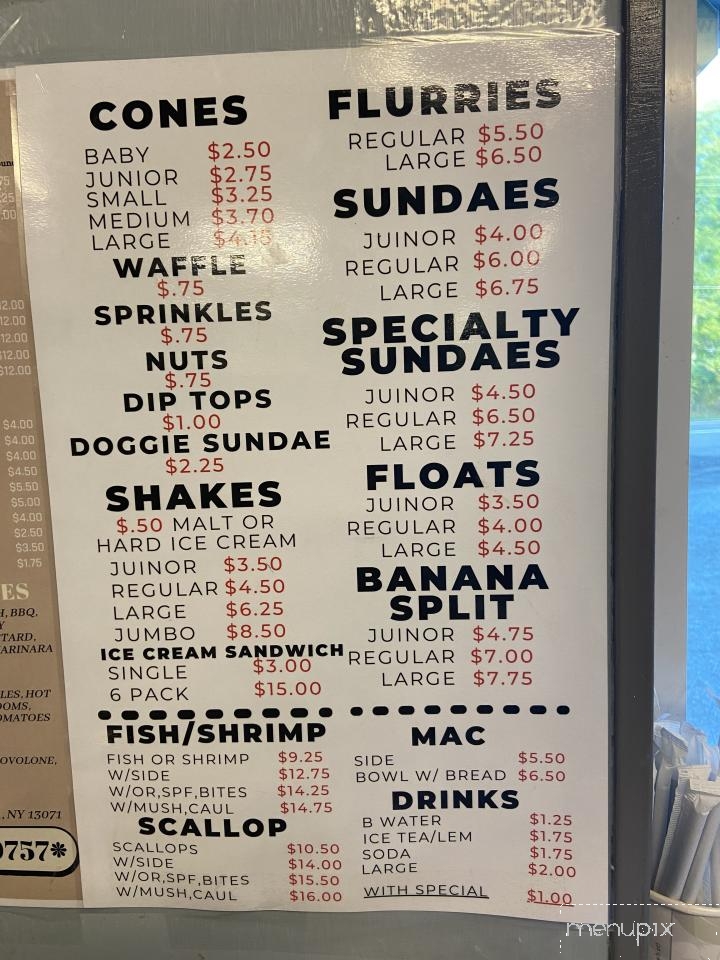 CONES
BABY $2.50
JUNIOR $2.75
SMALL $3.25
MEDIUM $3.70
LARGE $4.15
WAFFLE
$.75
SPRINKLES
$.75
NUTS
$.75
DIP TOPS
$1.00
DOGGIE SUNDAE
$2.25
SHAKES
$.50 MALT OR
HARD ICE CREAM
JUINOR $3.50
REGULAR $4.50
LARGE $6.25
JUMBO $8.50
ICE CREAM SANDWICH
SINGLE $3.00
6 PACK $15.00
FLURRIES
REGULAR $5.50
LARGE $6.50
SUNDAES
JUINOR $4.00
REGULAR $6.00
LARGE $6.75
SPECIALTY
SUNDAES
JUINOR $4.50
REGULAR $6.50
LARGE $7.25
FLOATS
JUINOR $3.50
REGULAR $4.00
LARGE $4.50
BANANA
SPLIT
JUINOR $4.75
REGULAR $7.00
LARGE $7.75
FISH/SHRIMP
FISH OR SHRIMP $9.25
W/SIDE $12.75
W/OR,SPF,BITES $14.25
W/MUSH,CAUL $14.75
SCALLOP
SCALLOPS $10.50
W/SIDE $14.00
W/OR,SPF,BITES $15.50
W/MUSH,CAUL $16.00
MAC
SIDE $5.50
BOWL W/ BREAD $6.50
DRINKS
B WATER $1.25
ICE TEA/LEM $1.75
SODA $1.75
LARGE $2.00
WITH SPECIAL $1.00
$12.00
$12.00
$4.00
$4.00
$4.00
$4.50
$5.50
$5.00
$4.00
$2.50
$3.50
$1.75
ES
H, BBQ,
TARD,
ARINARA
LES, HOT
OOMS,
OMATOES
OVOLONE,
, NY 13071
0757*
menupix